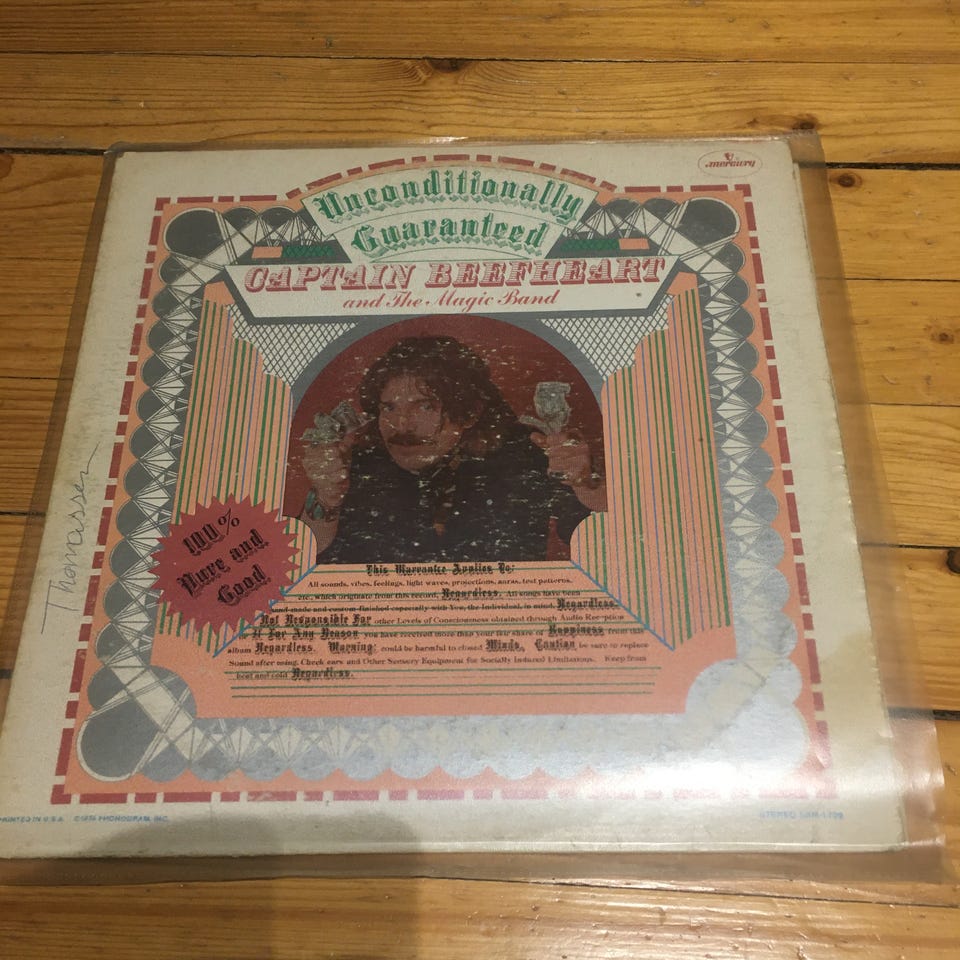 mercury
Unconditionally
Guaranteed
CAPTAIN BEEFHEART
and The Magic Band
Thomassen
100%
Pure and
Good
This Warrantee Applies To:
All sounds, vibes, feelings, light waves, projections, auras, test patterns,
etc., which originate from this record, Regardless. All songs have been
hand-made and custom-finished especially with You, the Individual, in mind Regardless.
Not Responsible For other Levels of Consciousness obtained through Audio Reception
If For Any Reason you have received more than your fair share of Happiness from this
album Regardless. Warning: could be harmful to closed Minds, Caution be sure to replace
Sound after using. Check ears and Other Sensory Equipment for Socially Induced Limitations. Keep from
heat and cold Regardless.
PRINTED IN U.S.A. ©1974 PHONOGRAM, INC.
STEREO SRM-1-709